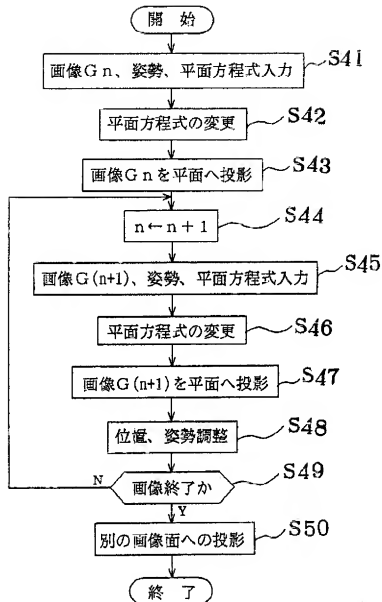 開 始
画像Gn、姿勢、平面方程式入力 S41
平面方程式の変更 S42
画像Gnを平面へ投影 S43
n←n+1 S44
画像G(n+1)、姿勢、平面方程式入力 S45
平面方程式の変更 S46
画像G(n+1)を平面へ投影 S47
位置、姿勢調整 S48
N 画像終了か S49
Y
別の画像面への投影 S50
終 了